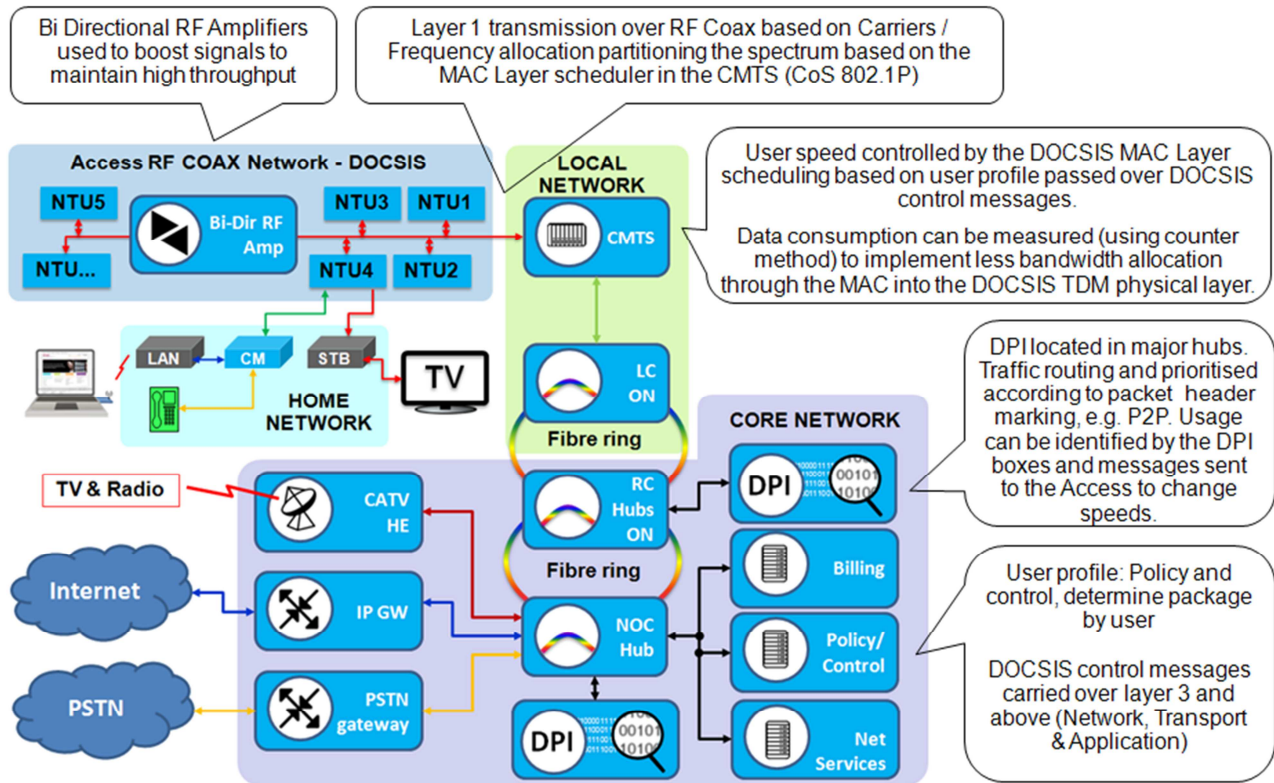 Bi Directional RF Amplifiers
used to boost signals to
maintain high throughput
Layer 1 transmission over RF Coax based on Carriers /
Frequency allocation partitioning the spectrum based on the
MAC Layer scheduler in the CMTS (CoS 802.1P)
Access RF COAX Network - DOCSIS
NTU5
NTU3
NTU1
Bi-Dir RF
Amp
NTU...
NTU4
NTU2
LOCAL
NETWORK
CMTS
User speed controlled by the DOCSIS MAC Layer
scheduling based on user profile passed over DOCSIS
control messages.
Data consumption can be measured (using counter
method) to implement less bandwidth allocation
through the MAC into the DOCSIS TDM physical layer.
LAN
CM
STB
TV
HOME
NETWORK
LC
ON
Fibre ring
DPI located in major hubs.
Traffic routing and prioritised
according to packet header
marking, e.g. P2P. Usage
can be identified by the DPI
boxes and messages sent
to the Access to change
speeds.
CORE NETWORK
TV & Radio
CATV
HE
RC
Hubs
ON
DPI
00101
Fibre ring
Billing
Internet
IP GW
NOC
Hub
Policy/
Control
User profile: Policy and
control, determine package
by user
DOCSIS control messages
carried over layer 3 and
above (Network, Transport
& Application)
PSTN
PSTN
gateway
DPI
00101
Net
Services